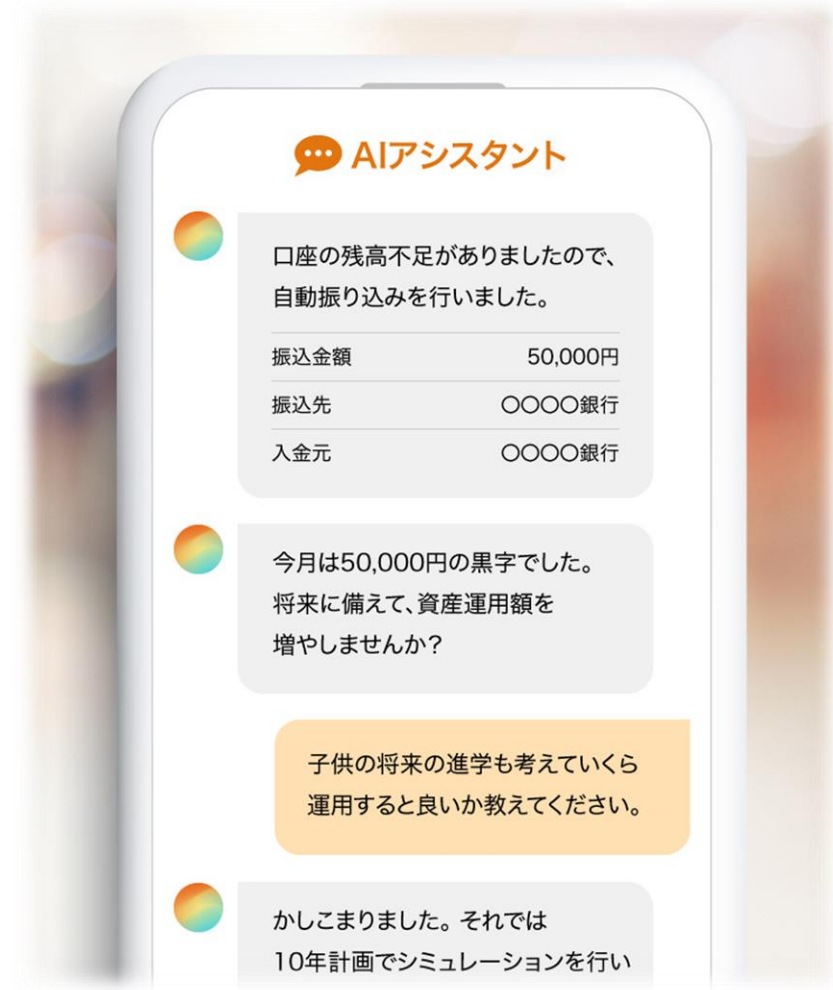 AIアシスタント
口座の残高不足がありましたので、
自動振り込みを行いました。
振込金額 50,000円
振込先 〇〇〇〇銀行
入金元 〇〇〇〇銀行
今月は50,000円の黒字でした。
将来に備えて、資産運用額を
増やしませんか？
子供の将来の進学も考えていくら
運用すると良いか教えてください。
かしこまりました。それでは
10年計画でシミュレーションを行い